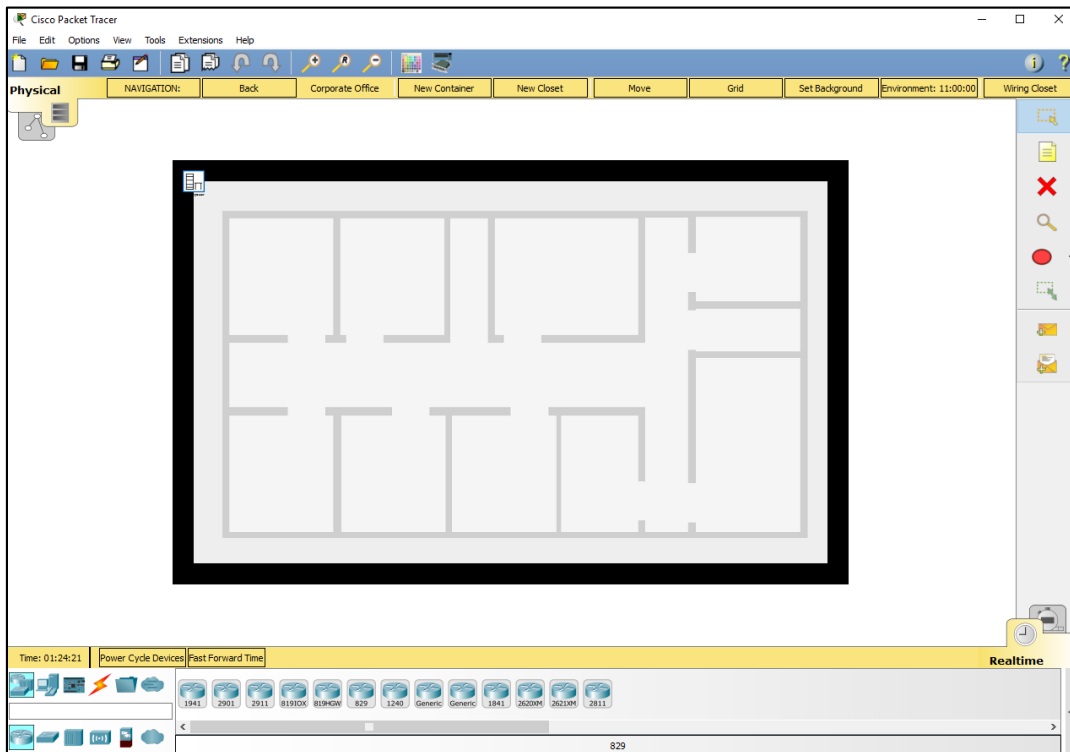 Cisco Packet Tracer
File Edit Options View Tools Extensions Help
Physical NAVIGATION: Back Corporate Office New Container New Closet Move Grid Set Background Environment: 11:00:00 Wiring Closet
Time: 01:24:21 Power Cycle Devices Fast Forward Time Realtime
1941 2901 2911 819IOX 819HGW 829 1240 Generic Generic 1841 2620XM 2621XM 2811
829